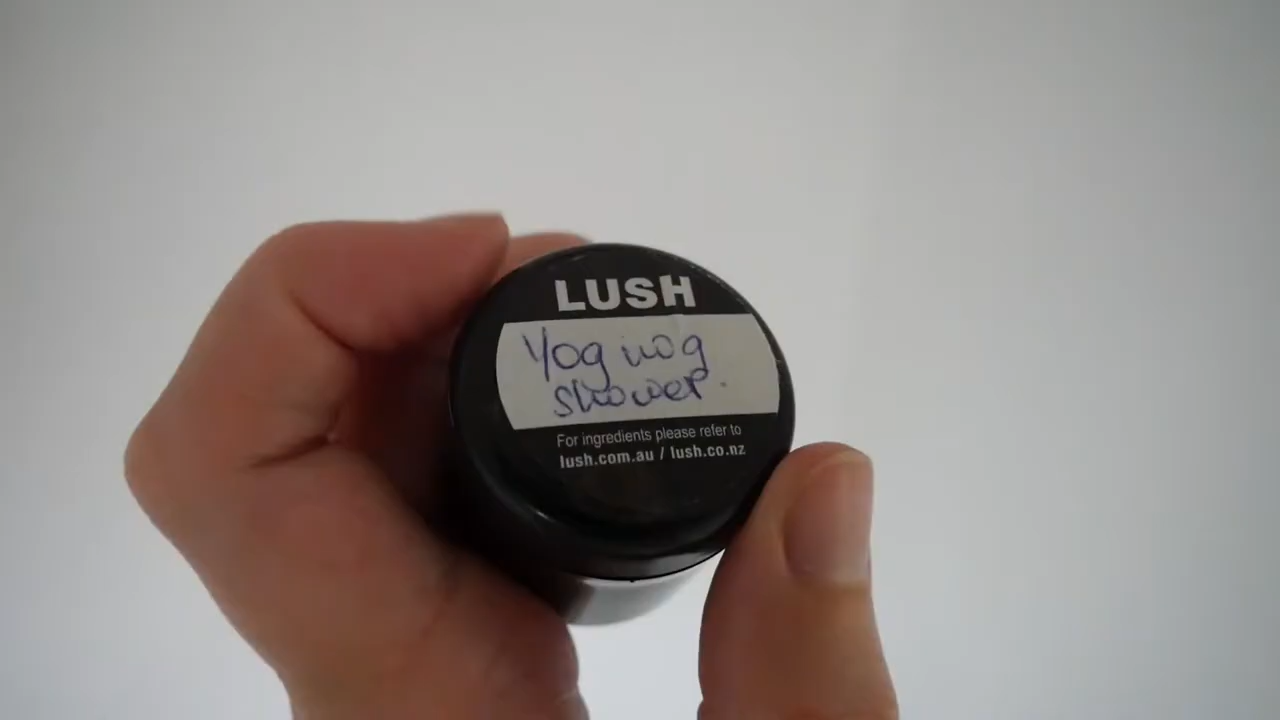 LUSH
Yog nog
shower.
For ingredients please refer to
lush.com.au / lush.co.nz